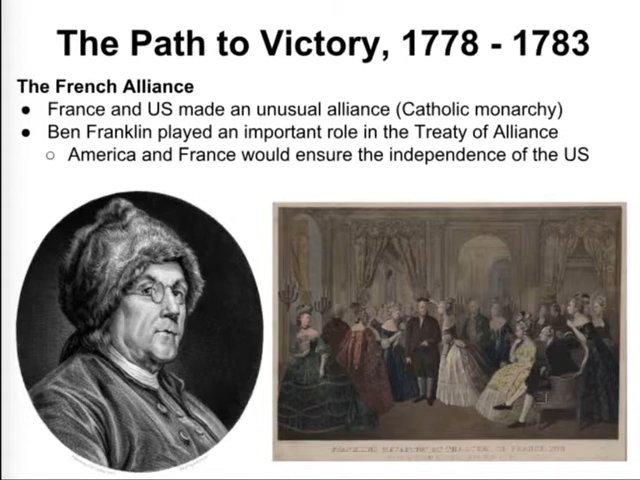 The Path to Victory, 1778 - 1783
The French Alliance
● France and US made an unusual alliance (Catholic monarchy)
● Ben Franklin played an important role in the Treaty of Alliance
○ America and France would ensure the independence of the US